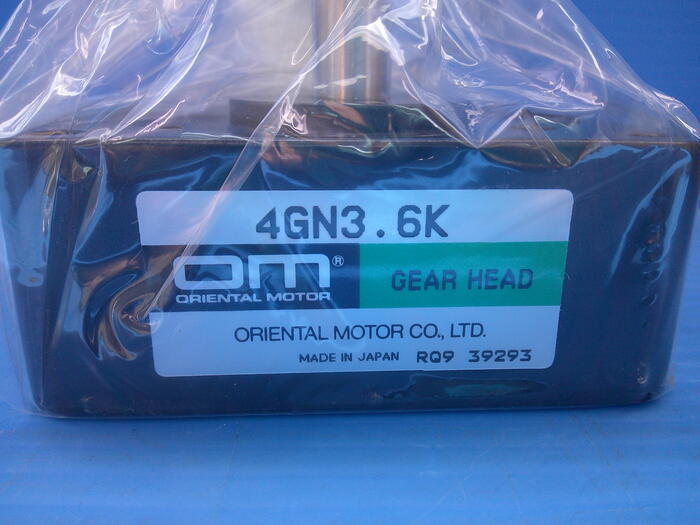 4GN3.6K
OM®
ORIENTAL MOTOR
GEAR HEAD
ORIENTAL MOTOR CO., LTD.
MADE IN JAPAN RQ9 39293